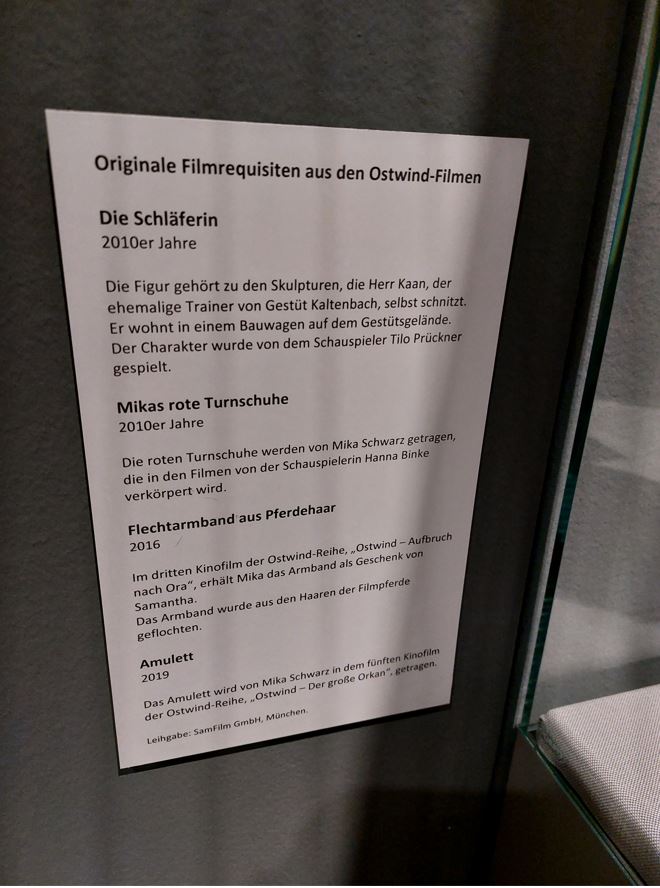 Originale Filmrequisiten aus den Ostwind-Filmen
Die Schläferin
2010er Jahre
Die Figur gehört zu den Skulpturen, die Herr Kaan, der
ehemalige Trainer von Gestüt Kaltenbach, selbst schnitzt.
Er wohnt in einem Bauwagen auf dem Gestütsgelände.
Der Charakter wurde von dem Schauspieler Tilo Prückner
gespielt.
Mikas rote Turnschuhe
2010er Jahre
Die roten Turnschuhe werden von Mika Schwarz getragen,
die in den Filmen von der Schauspielerin Hanna Binke
verkörpert wird.
Flechtarmband aus Pferdehaar
2016
Im dritten Kinofilm der Ostwind-Reihe, „Ostwind – Aufbruch
nach Ora“, erhält Mika das Armband als Geschenk von
Samantha.
Das Armband wurde aus den Haaren der Filmpferde
geflochten.
Amulett
2019
Das Amulett wird von Mika Schwarz in dem fünften Kinofilm
der Ostwind-Reihe, „Ostwind – Der große Orkan“, getragen.
Leihgabe: SamFilm GmbH, München.